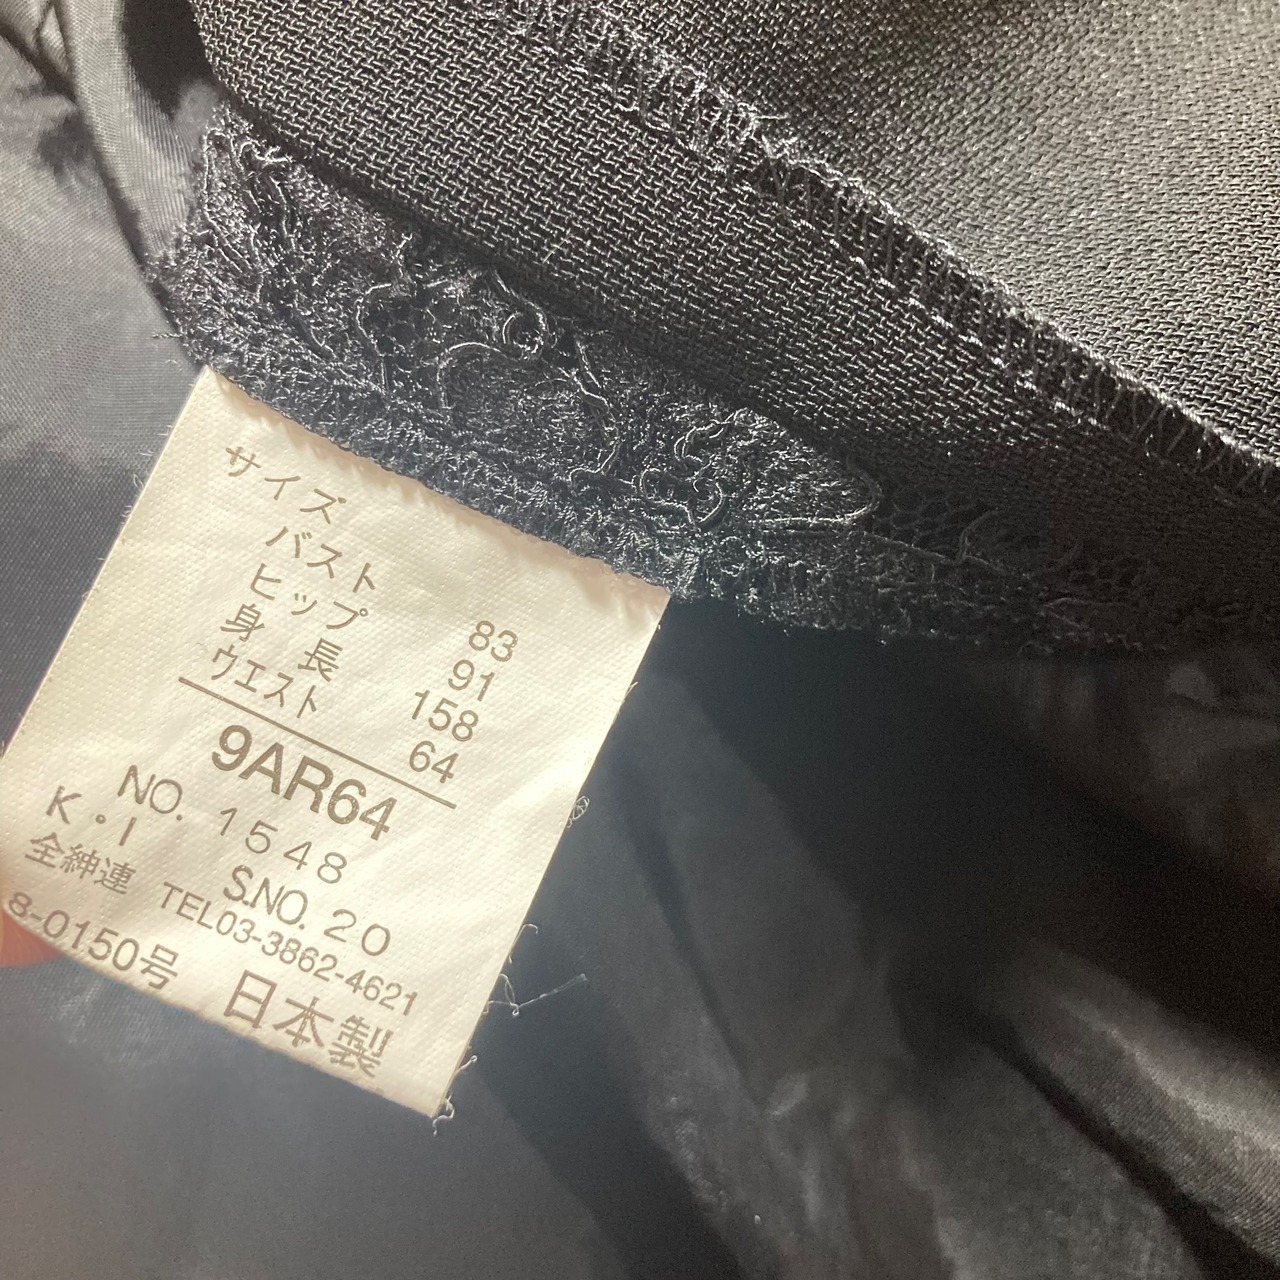 サイズ
バスト 83
ヒップ 91
身長 158
ウエスト 64
9AR64
NO. 1548
K・I S.NO. 20
全紳連 TEL03-3862-4621
8-0150号 日本製